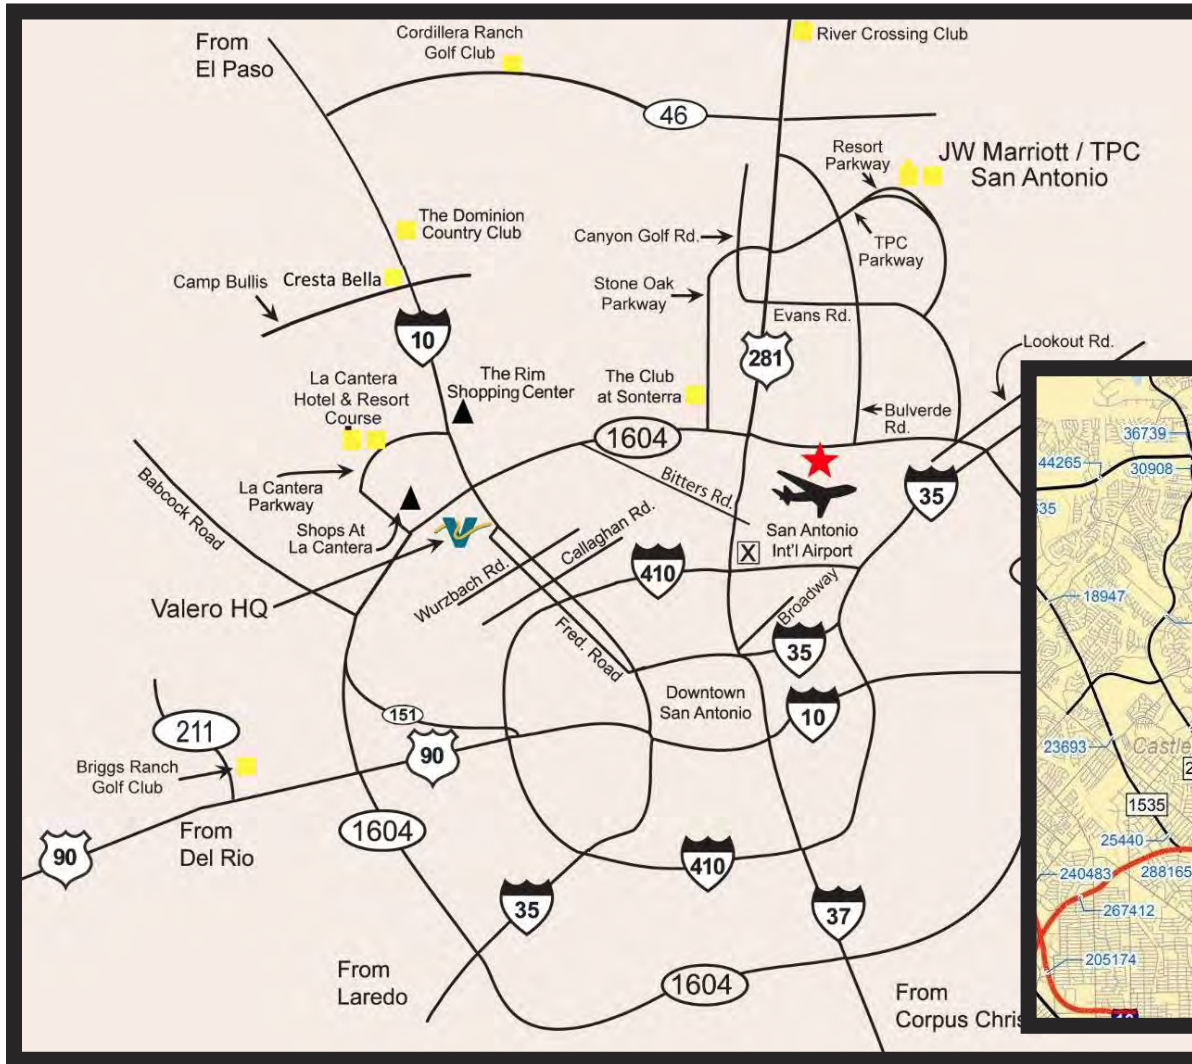 From
El Paso
Cordillera Ranch
Golf Club
River Crossing Club
46
Resort
Parkway
JW Marriott / TPC
San Antonio
The Dominion
Country Club
Canyon Golf Rd.
TPC
Parkway
Camp Bullis
Cresta Bella
Stone Oak
Parkway
Evans Rd.
10
281
Lookout Rd.
La Cantera
Hotel & Resort
Course
The Rim
Shopping Center
The Club
at Sonterra
Bulverde
Rd.
1604
Babcock Road
La Cantera
Parkway
Bitters Rd.
35
Shops At
La Cantera
V
Callaghan Rd.
San Antonio
Int'l Airport
X
Wurzbach Rd.
410
Valero HQ
Broadway
Fred. Road
35
Downtown
San Antonio
10
151
211
90
Briggs Ranch
Golf Club
1604
From
Del Rio
90
410
35
37
From
Laredo
1604
From
Corpus Chris
36739
44265
30908
535
18947
23693
Castle
2
1535
25440
240483
288165
267412
205174